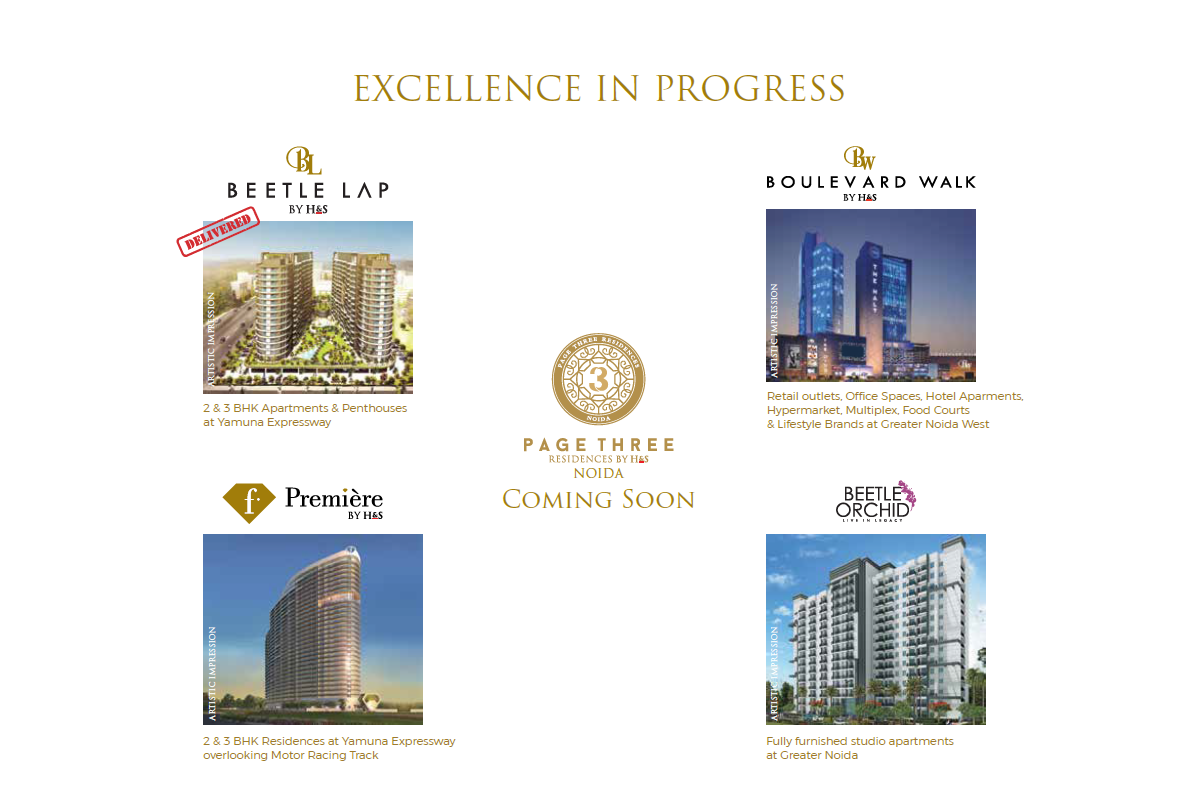 EXCELLENCE IN PROGRESS
BL
BEETLE LAP
BY H&S
DELIVERED
ARTISTIC IMPRESSION
2 & 3 BHK Apartments & Penthouses
at Yamuna Expressway
BW
BOULEVARD WALK
BY H&S
THE HALT
ARTISTIC IMPRESSION
Retail outlets, Office Spaces, Hotel Aparments,
Hypermarket, Multiplex, Food Courts
& Lifestyle Brands at Greater Noida West
PAGE THREE RESIDENCES
3
NOIDA
PAGE THREE
RESIDENCES BY H&S
NOIDA
COMING SOON
f
Première
BY H&S
ARTISTIC IMPRESSION
2 & 3 BHK Residences at Yamuna Expressway
overlooking Motor Racing Track
BEETLE
ORCHID
LIVE IN LEGACY
ARTISTIC IMPRESSION
Fully furnished studio apartments
at Greater Noida